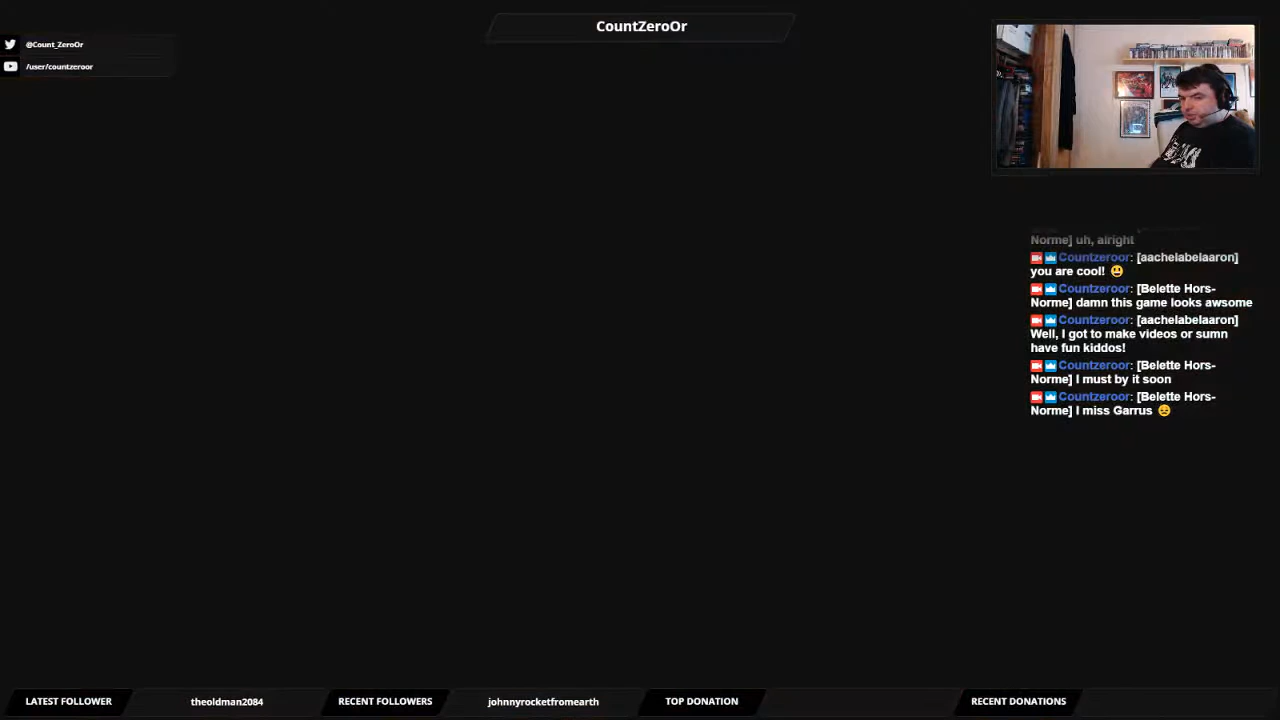 CountZeroOr
@Count_ZeroOr
/user/countzeroor
Norme] uh, alright
Countzeroor: [aachelabelaaron]
you are cool! 😃
Countzeroor: [Belette Hors-
Norme] damn this game looks awsome
Countzeroor: [aachelabelaaron]
Well, I got to make videos or sumn
have fun kiddos!
Countzeroor: [Belette Hors-
Norme] I must by it soon
Countzeroor: [Belette Hors-
Norme] I miss Garrus 😣
LATEST FOLLOWER theoldman2084 RECENT FOLLOWERS johnnyrocketfromearth TOP DONATION RECENT DONATIONS